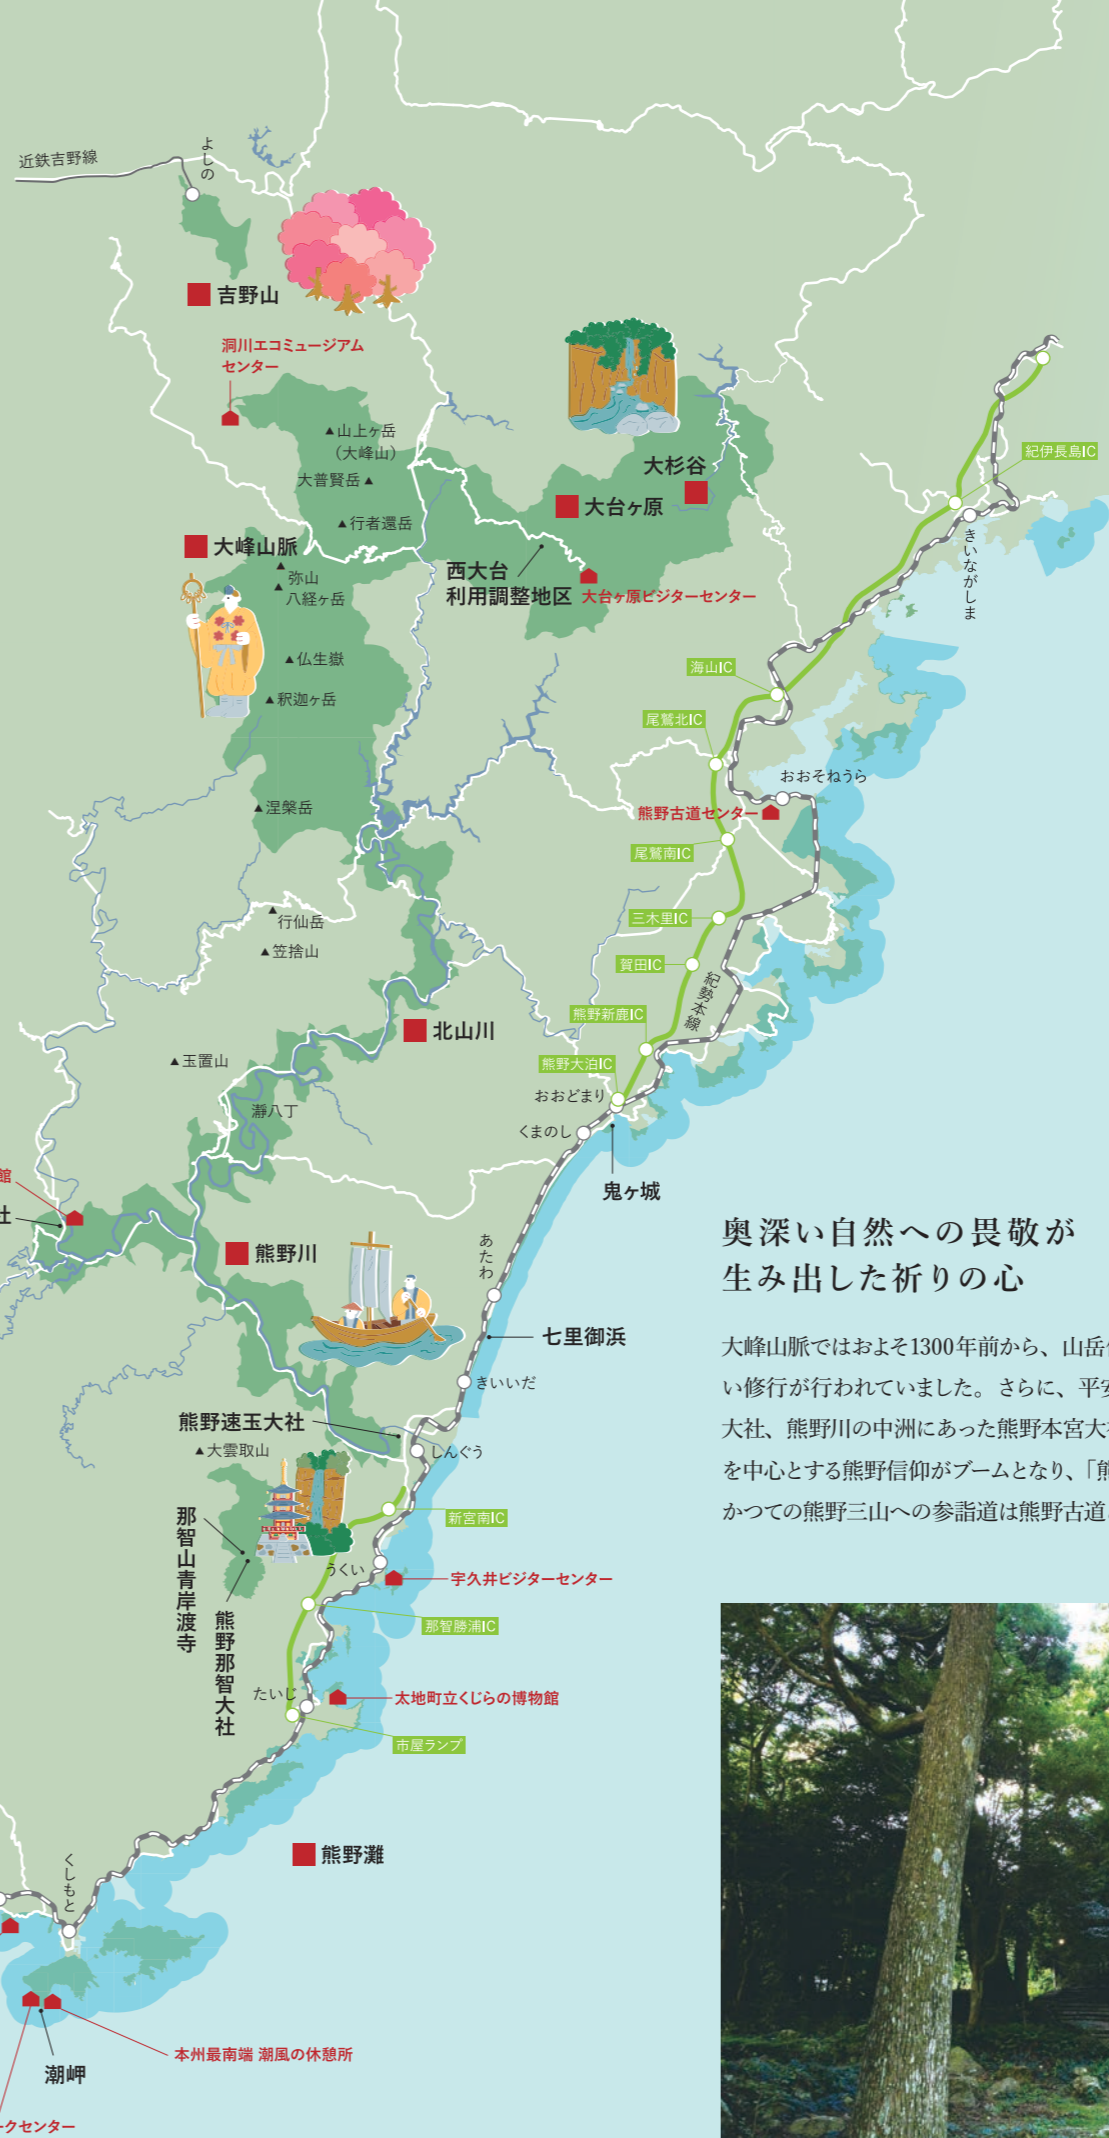 近鉄吉野線
よしの
吉野山
洞川エコミュージアム
センター
▲山上ヶ岳
（大峰山）
大普賢岳▲
▲行者還岳
大杉谷
大台ヶ原
大峰山脈
▲
弥山
▲
八経ヶ岳
西大台
利用調整地区
大台ヶ原ビジターセンター
▲仏生嶽
▲釈迦ヶ岳
紀伊長島IC
きいながしま
海山IC
尾鷲北IC
おおそねうら
熊野古道センター
▲涅槃岳
尾鷲南IC
▲
行仙岳
三木里IC
▲笠捨山
賀田IC
紀勢本線
熊野新鹿IC
北山川
▲玉置山
熊野大泊IC
おおどまり
瀞八丁
くまのし
館
鬼ヶ城
社
熊野川
あたわ
七里御浜
きいいだ
熊野速玉大社
▲大雲取山
しんぐう
新宮南IC
那智山青岸渡寺
うくい
宇久井ビジターセンター
熊野那智大社
那智勝浦IC
たいじ
太地町立くじらの博物館
市屋ランプ
熊野灘
くしもと
本州最南端 潮風の休憩所
潮岬
ークセンター
奥深い自然への畏敬が
生み出した祈りの心
大峰山脈ではおよそ1300年前から、山岳
い修行が行われていました。さらに、平安
大社、熊野川の中洲にあった熊野本宮大
を中心とする熊野信仰がブームとなり、「熊
かつての熊野三山への参詣道は熊野古道